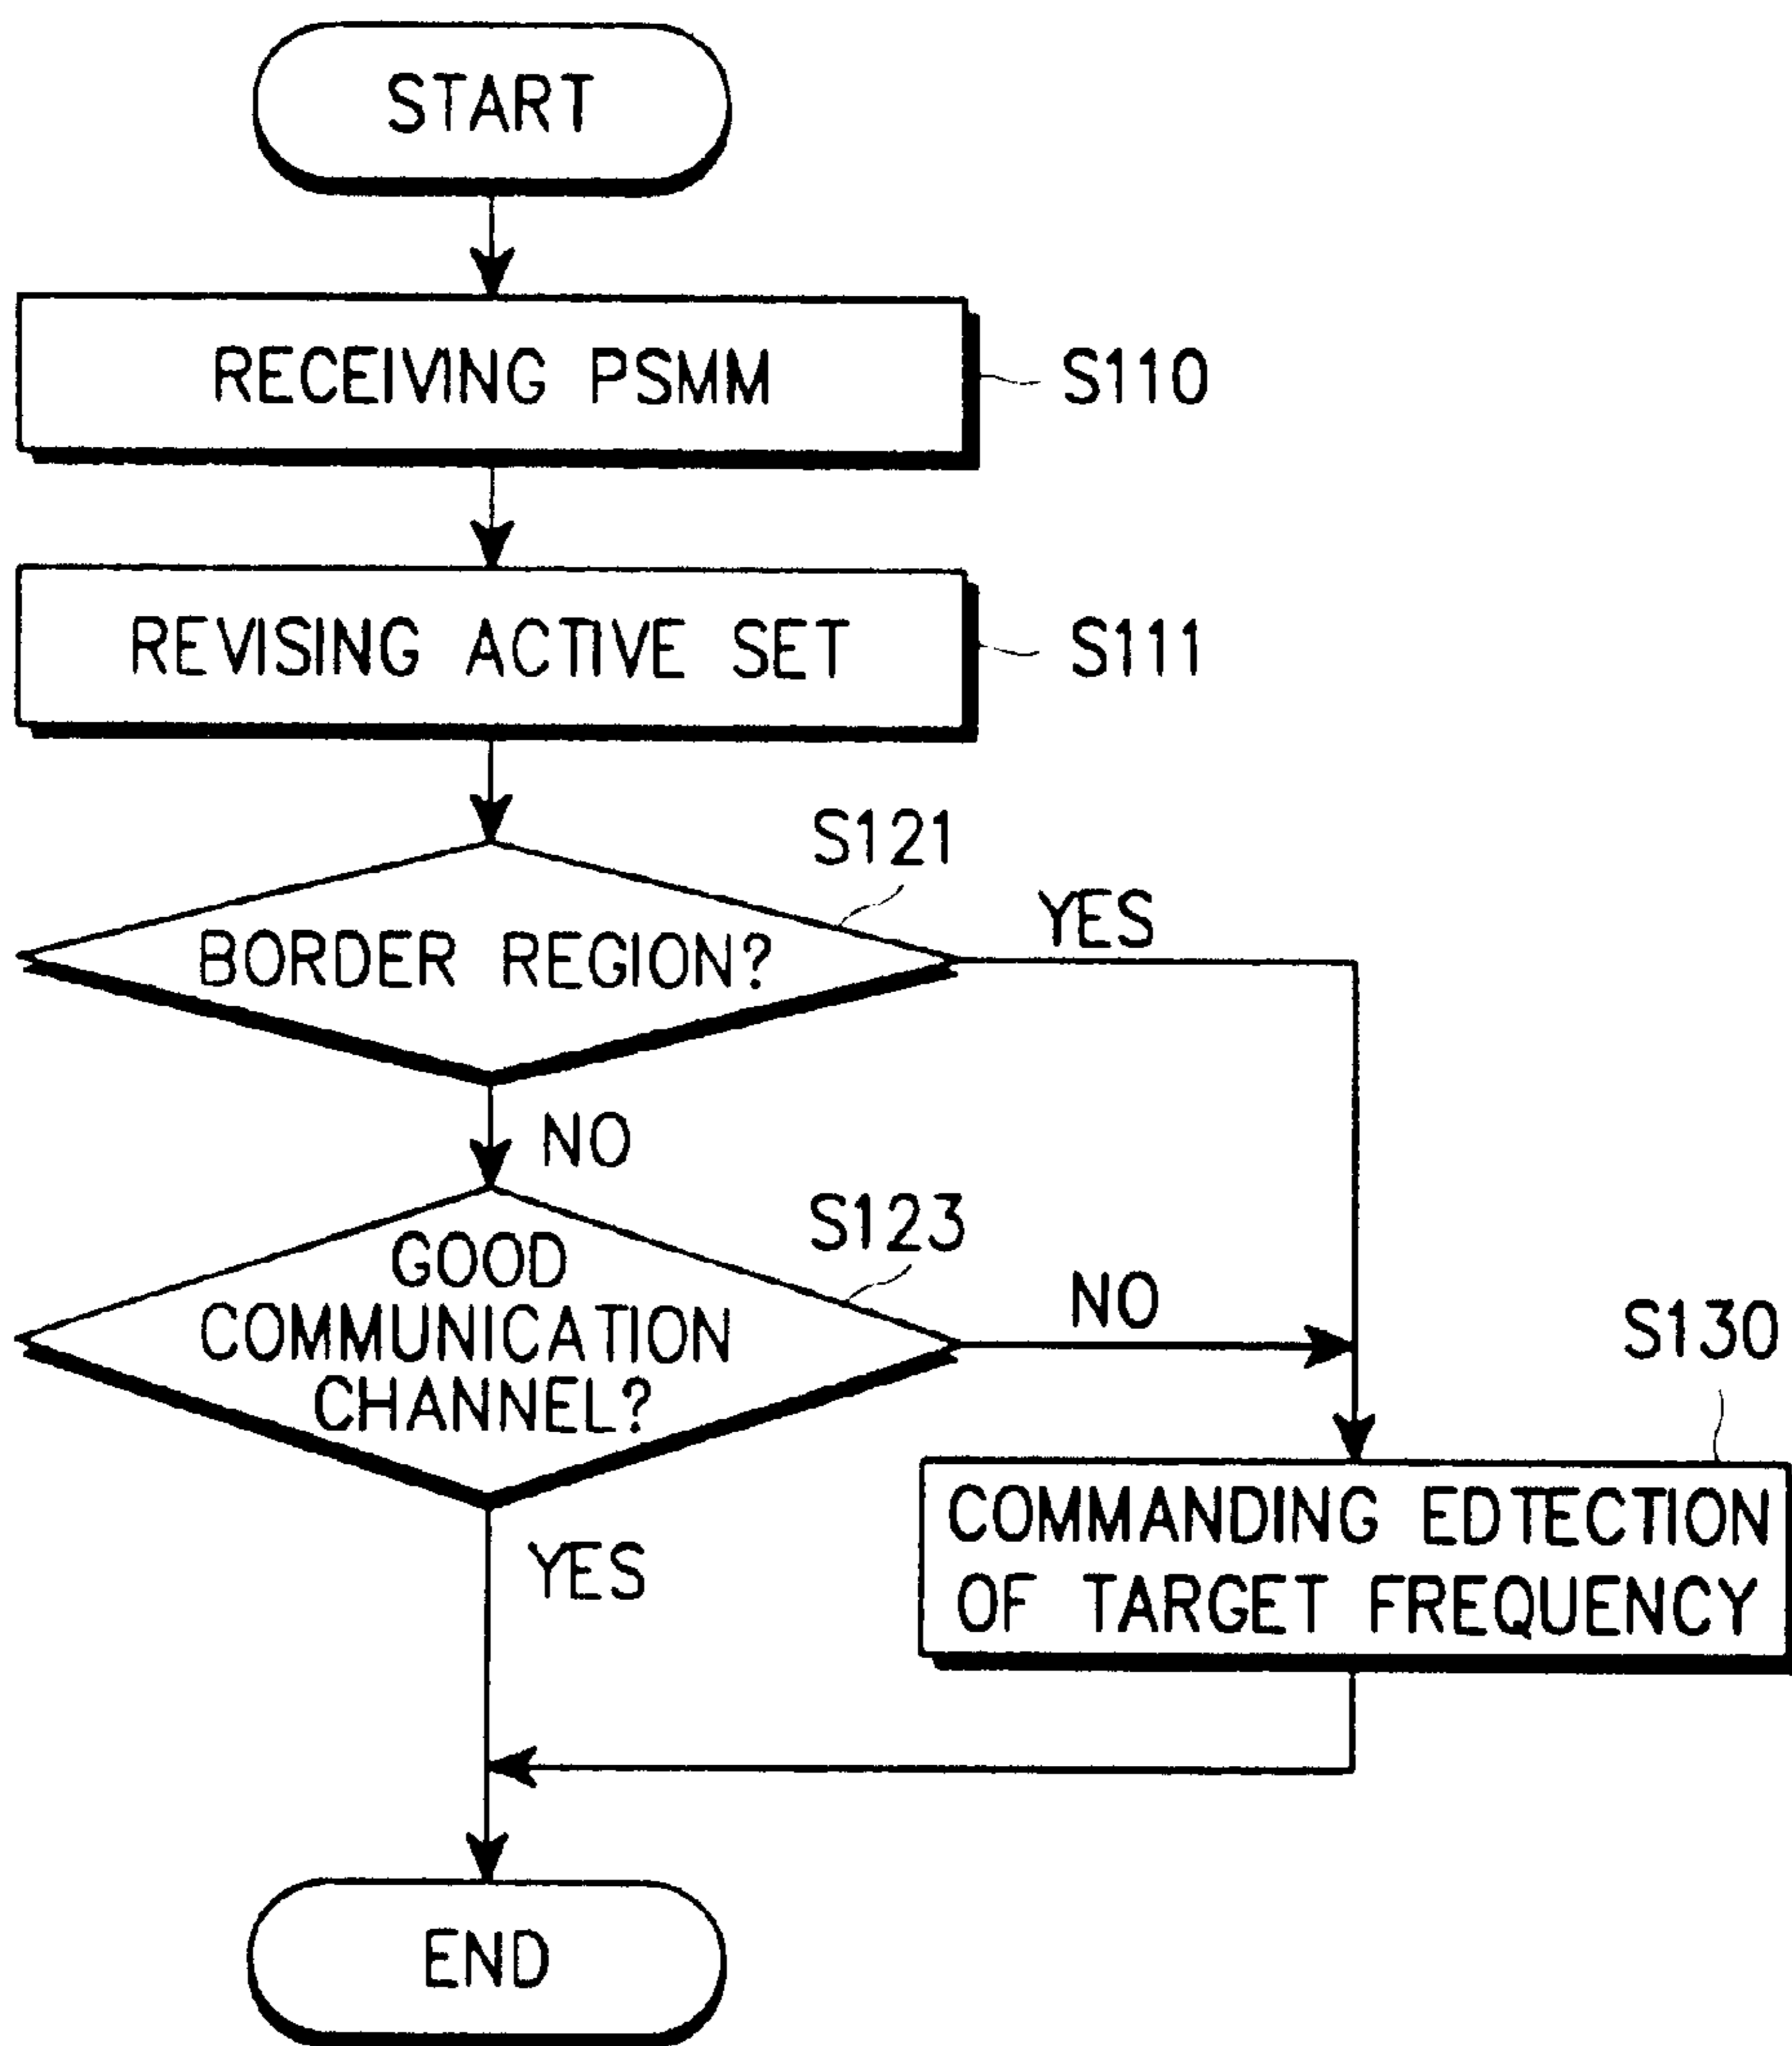 START
RECEIVING PSMM
S110
REVISING ACTIVE SET
S111
S121
BORDER REGION?
YES
NO
S123
GOOD
COMMUNICATION
CHANNEL?
NO
S130
COMMANDING EDTECTION
OF TARGET FREQUENCY
YES
END